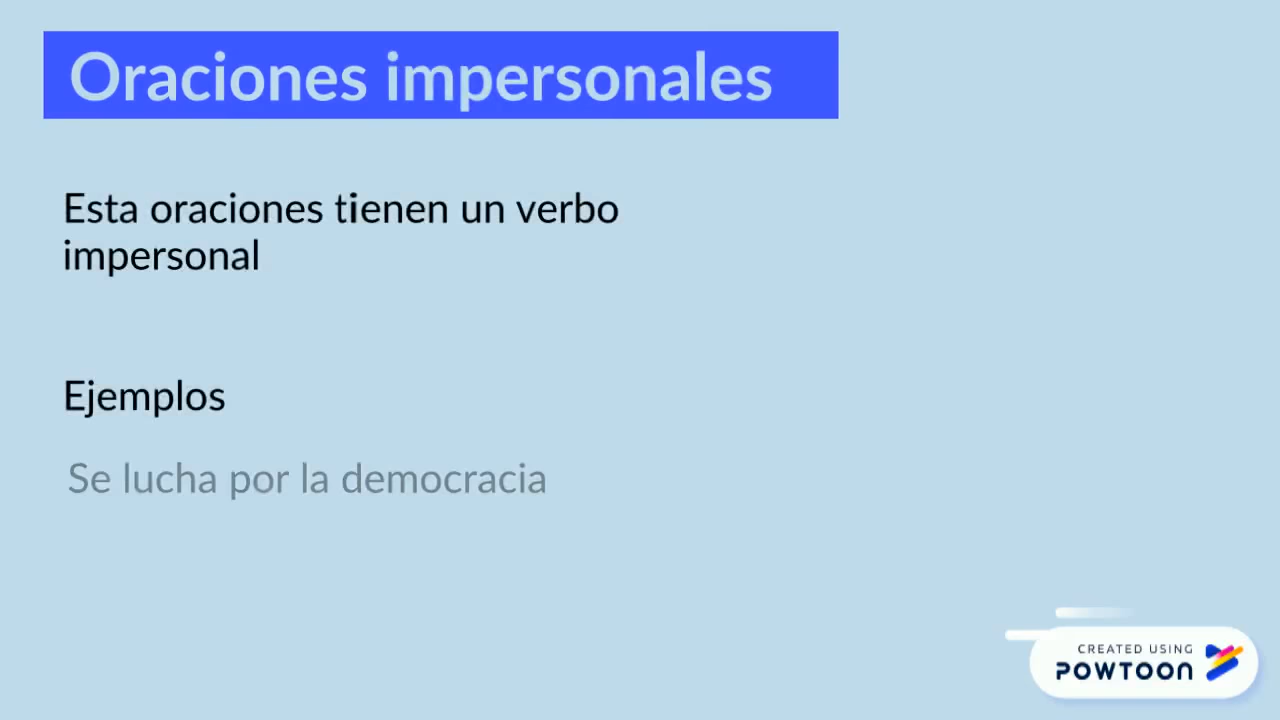 Oraciones impersonales
Esta oraciones tienen un verbo
impersonal
Ejemplos
Se lucha por la democracia
CREATED USING
POWTOON